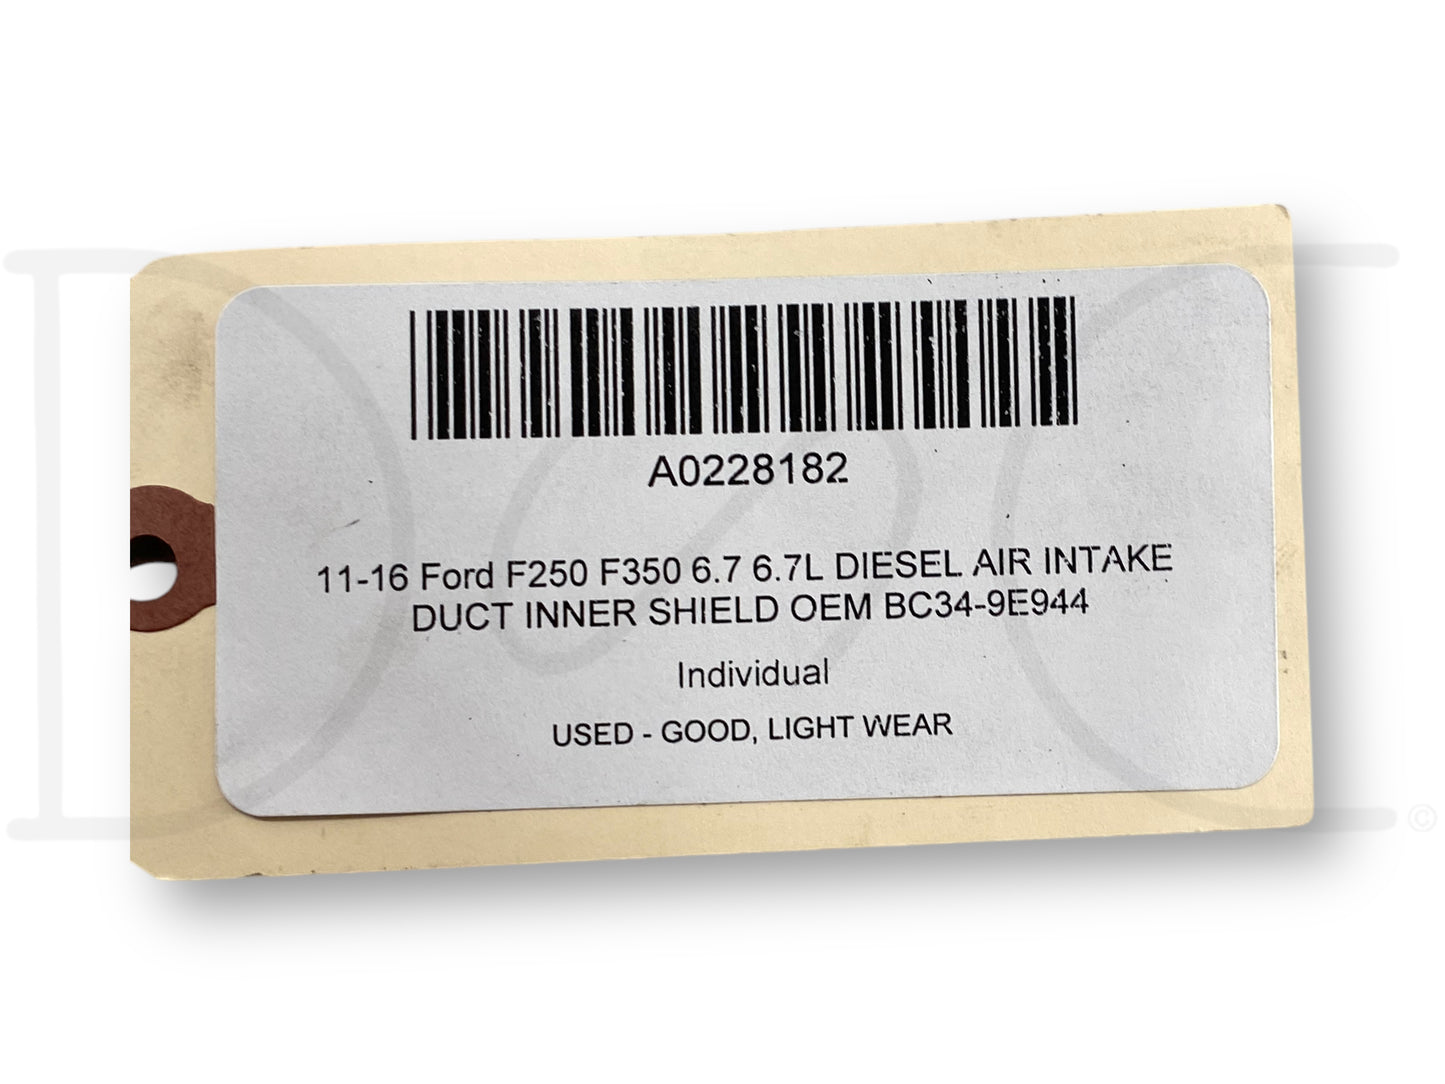 A0228182
11-16 Ford F250 F350 6.7 6.7L DIESEL AIR INTAKE
DUCT INNER SHIELD OEM BC34-9E944
Individual
USED - GOOD, LIGHT WEAR
©